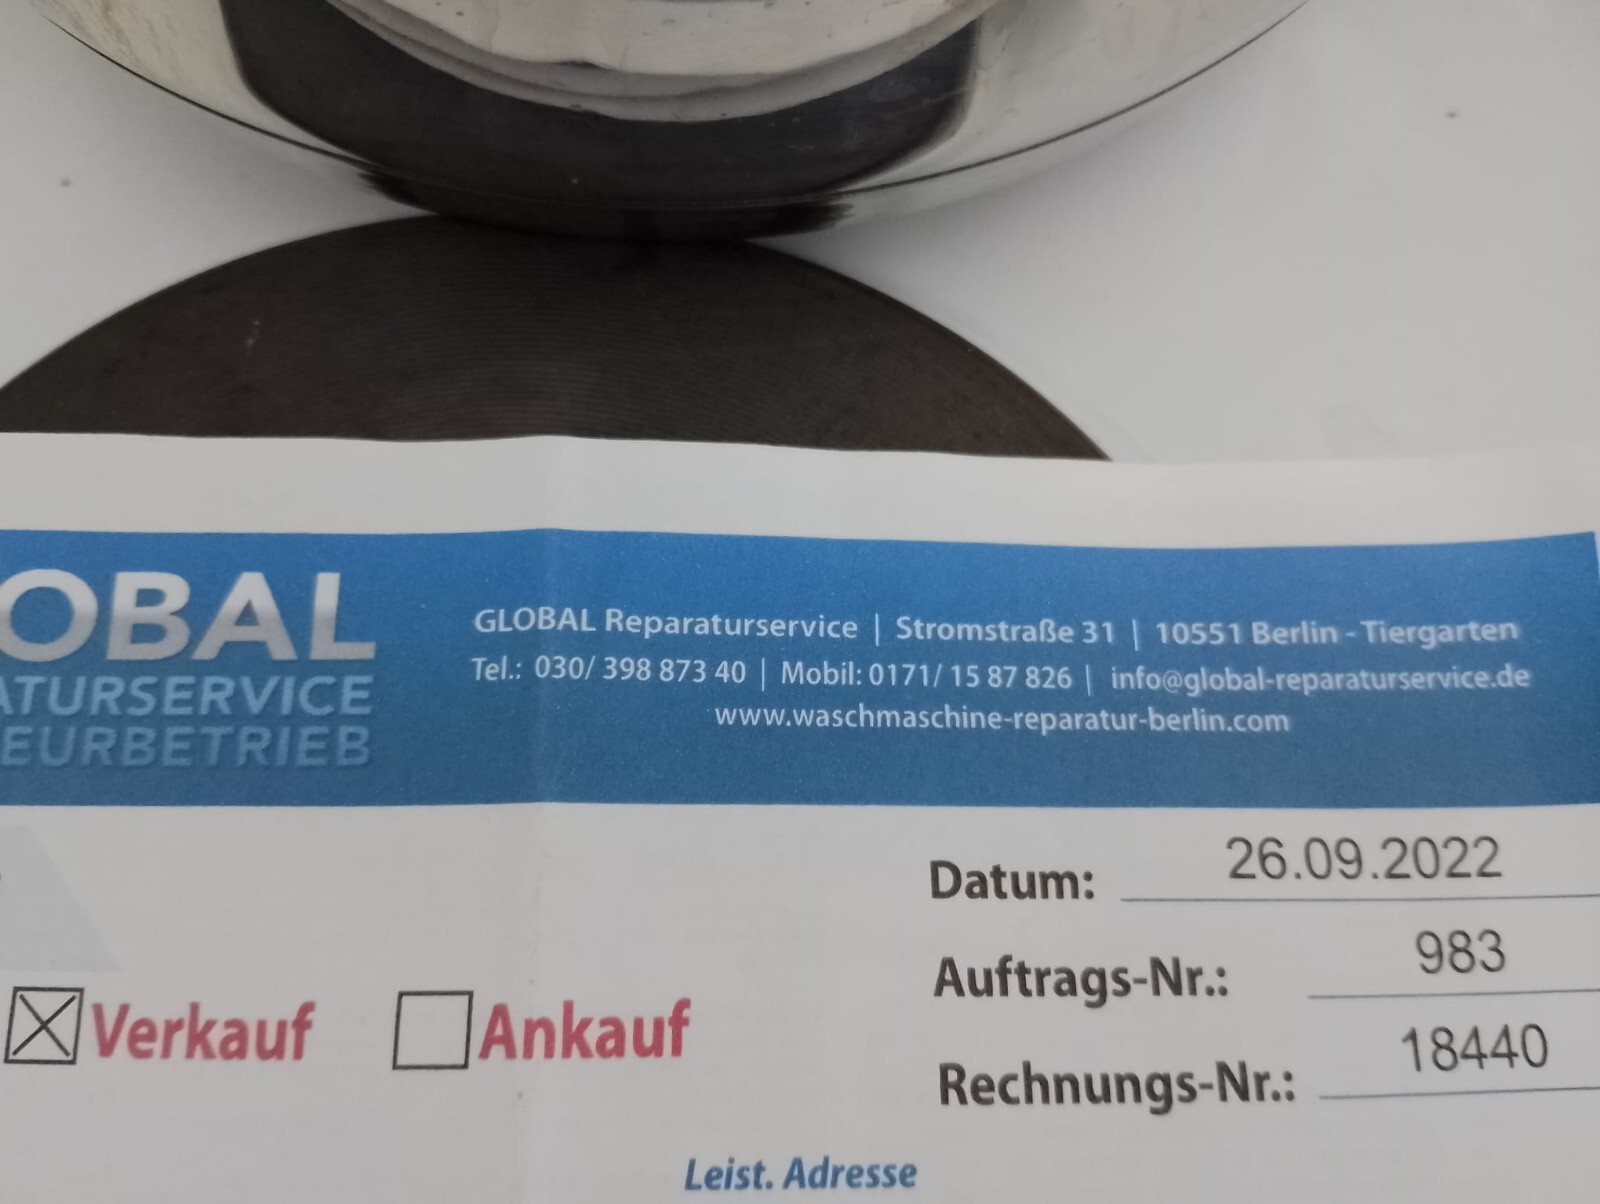 OBAL
ATURSERVICE
EURBETRIEB
GLOBAL Reparaturservice | Stromstraße 31 | 10551 Berlin - Tiergarten
Tel.: 030/ 398 873 40 | Mobil: 0171/ 15 87 826 | info@global-reparaturservice.de
www.waschmaschine-reparatur-berlin.com
Datum: 26.09.2022
Auftrags-Nr.: 983
Verkauf Ankauf
Rechnungs-Nr.: 18440
Leist. Adresse